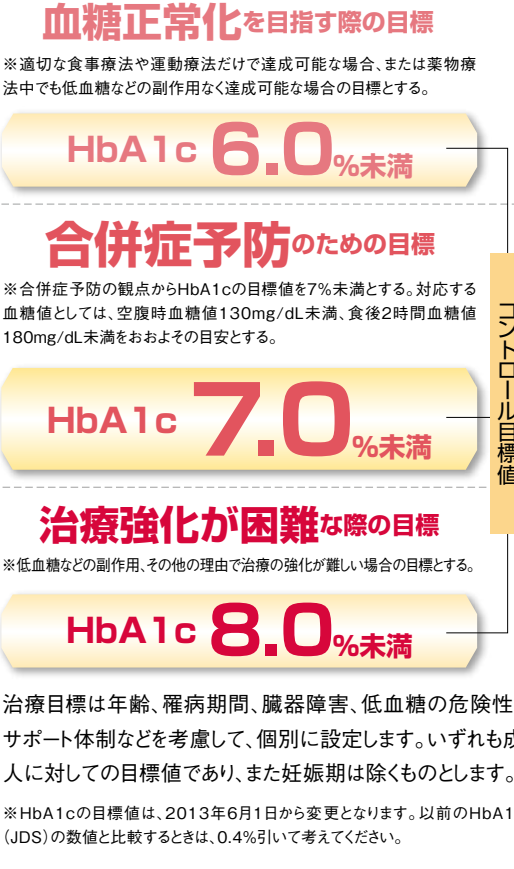 血糖正常化を目指す際の目標
※適切な食事療法や運動療法だけで達成可能な場合、または薬物療
法中でも低血糖などの副作用なく達成可能な場合の目標とする。
HbA1c 6.0%未満
合併症予防のための目標
※合併症予防の観点からHbA1cの目標値を7%未満とする。対応する
血糖値としては、空腹時血糖値130mg/dL未満、食後2時間血糖値
180mg/dL未満をおおよその目安とする。
HbA1c 7.0%未満
治療強化が困難な際の目標
※低血糖などの副作用、その他の理由で治療の強化が難しい場合の目標とする。
HbA1c 8.0%未満
コントロール目標値
治療目標は年齢、罹病期間、臓器障害、低血糖の危険性
サポート体制などを考慮して、個別に設定します。いずれも成
人に対しての目標値であり、また妊娠期は除くものとします。
※HbA1cの目標値は、2013年6月1日から変更となります。以前のHbA1
(JDS)の数値と比較するときは、0.4%引いて考えてください。